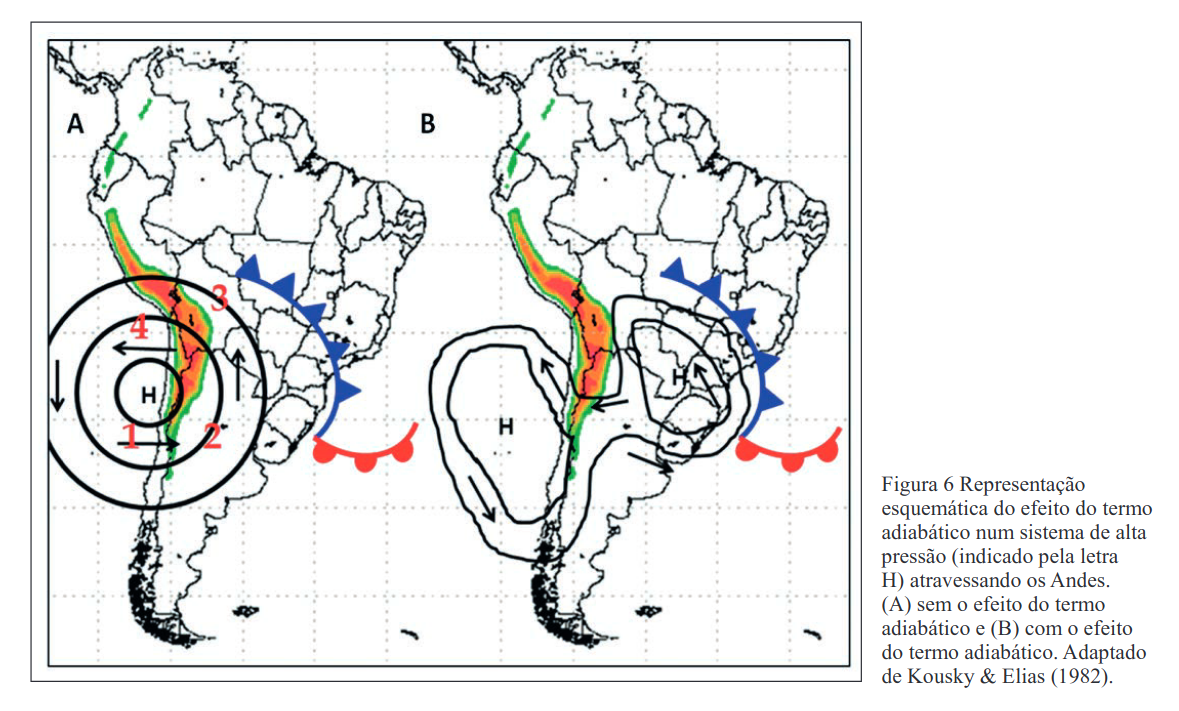 A
B
3
4
H
H
1
2
H
Figura 6 Representação
esquemática do efeito do termo
adiabático num sistema de alta
pressão (indicado pela letra
H) atravessando os Andes.
(A) sem o efeito do termo
adiabático e (B) com o efeito
do termo adiabático. Adaptado
de Kousky & Elias (1982).